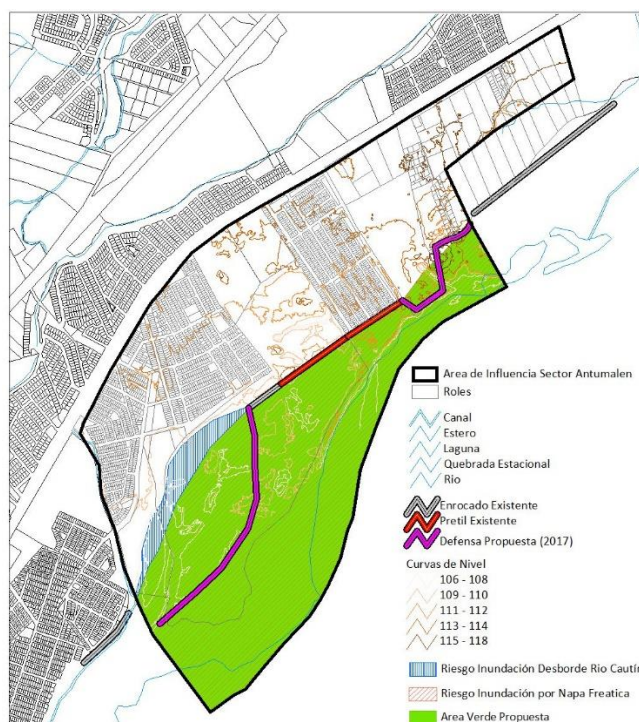 Area de Influencia Sector Antumalen
Roles
Canal
Estero
Laguna
Quebrada Estacional
Rio
Enrocado Existente
Pretil Existente
Defensa Propuesta (2017)
Curvas de Nivel
106 - 108
109 - 110
111 - 112
113 - 114
115 - 118
Riesgo Inundación Desborde Rio Cautín
Riesgo Inundación por Napa Freatica
Area Verde Propuesta